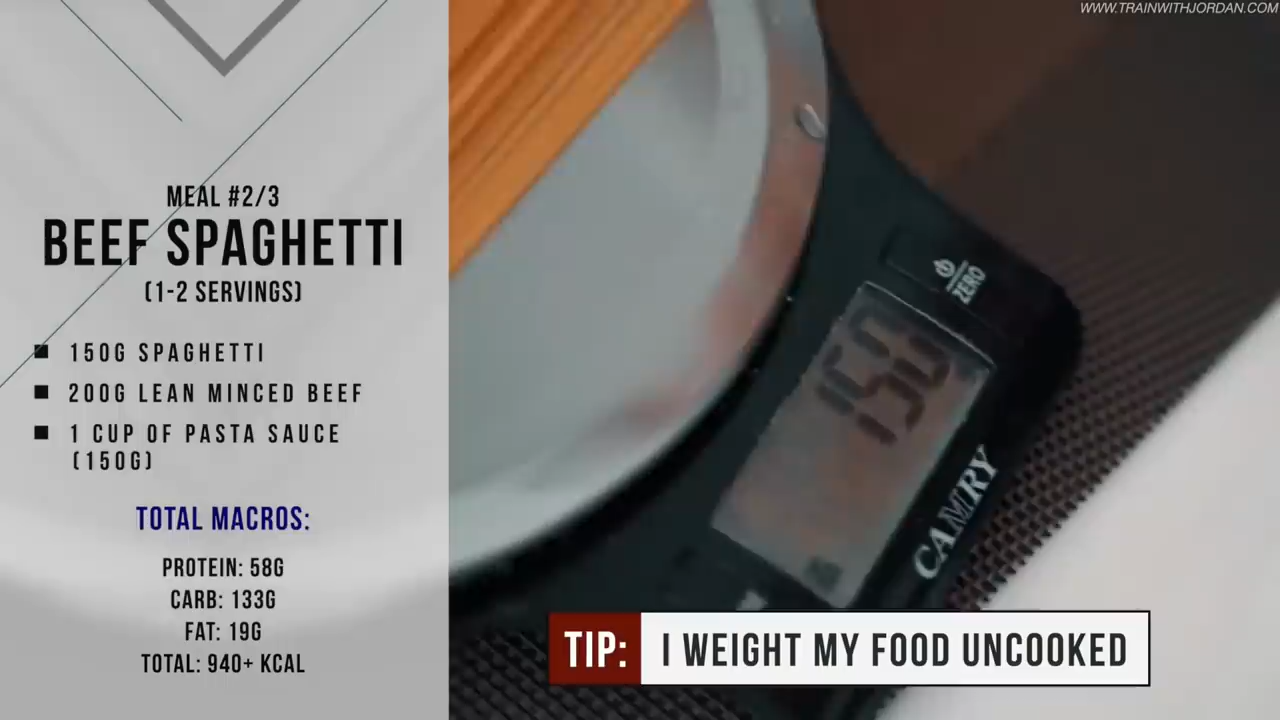 WWW.TRAINWITHJORDAN.COM
MEAL #2/3
BEEF SPAGHETTI
(1-2 SERVINGS)
150G SPAGHETTI
200G LEAN MINCED BEEF
1 CUP OF PASTA SAUCE
(150G)
TOTAL MACROS:
PROTEIN: 58G
CARB: 133G
FAT: 19G
TOTAL: 940+ KCAL
ZERO
150
CAMRY
TIP: I WEIGHT MY FOOD UNCOOKED